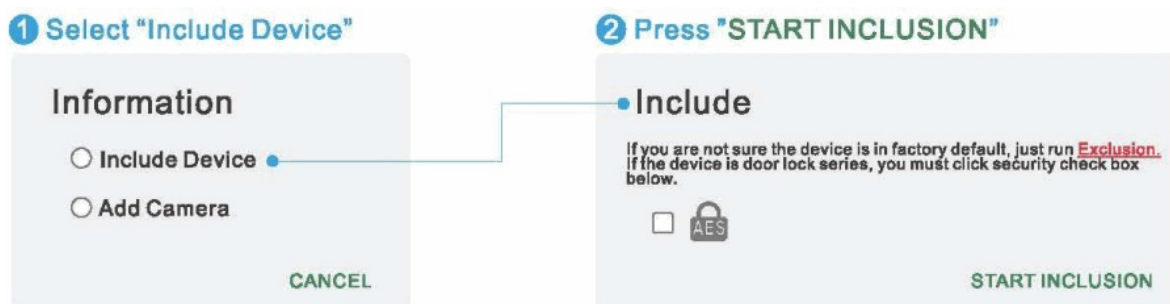 1 Select “Include Device”
2 Press "START INCLUSION"
Information
Include Device
Add Camera
CANCEL
Include
If you are not sure the device is in factory default, just run Exclusion.
If the device is door lock series, you must click security check box
below.
AES
START INCLUSION